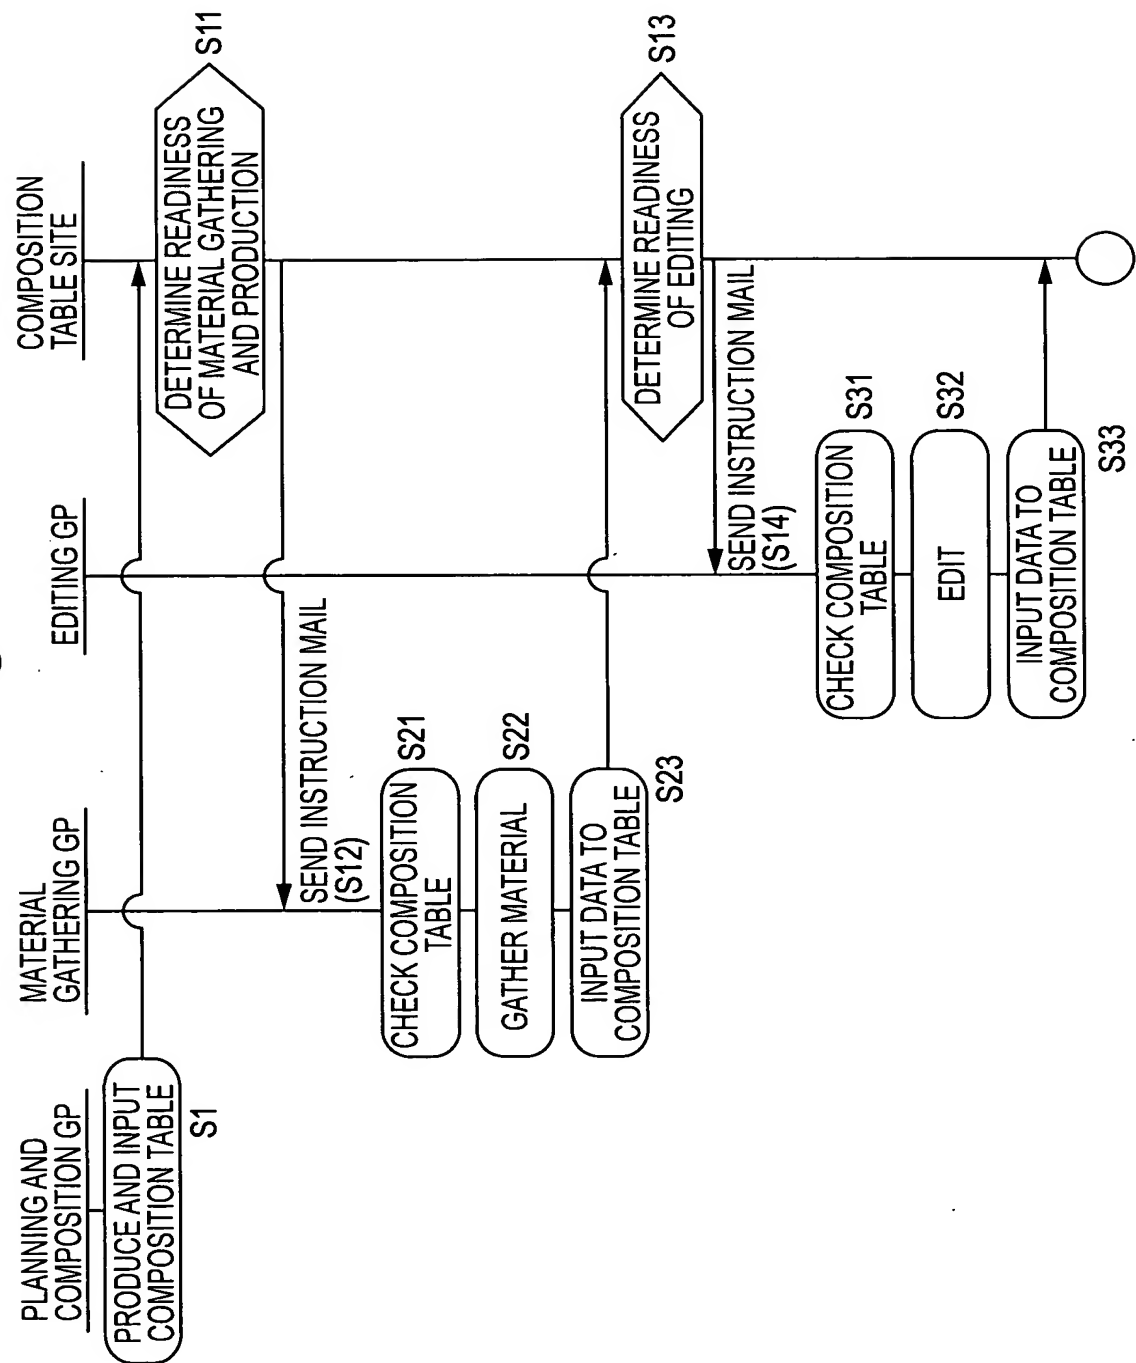 PLANNING AND
COMPOSITION GP
MATERIAL
GATHERING GP
EDITING GP
COMPOSITION
TABLE SITE
PRODUCE AND INPUT
COMPOSITION TABLE
S1
DETERMINE READINESS
OF MATERIAL GATHERING
AND PRODUCTION
S11
SEND INSTRUCTION MAIL
(S12)
CHECK COMPOSITION
TABLE
S21
GATHER MATERIAL
S22
INPUT DATA TO
COMPOSITION TABLE
S23
DETERMINE READINESS
OF EDITING
S13
SEND INSTRUCTION MAIL
(S14)
CHECK COMPOSITION
TABLE
S31
EDIT
S32
INPUT DATA TO
COMPOSITION TABLE
S33